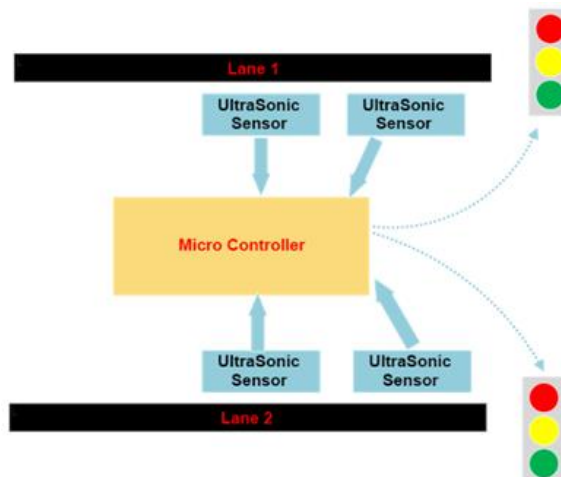 Lane 1
UltraSonic
Sensor
UltraSonic
Sensor
Micro Controller
UltraSonic
Sensor
UltraSonic
Sensor
Lane 2